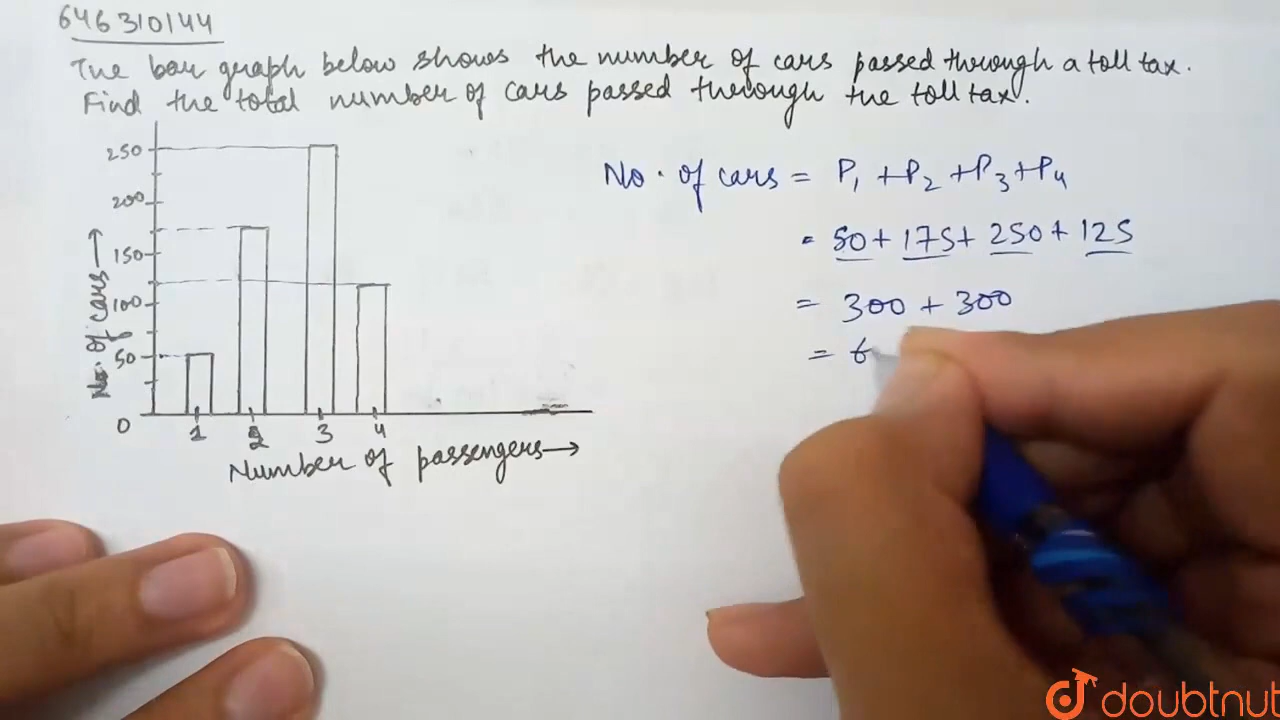 646310144
The bar graph below shows the number of cars passed through a toll tax.
Find the total number of cars passed through the toll tax.
250
200
150
100
50
0
No. of cars →
1 2 3 4
Number of passengers →
No. of cars = P1 + P2 + P3 + P4
= 50 + 175 + 250 + 125
= 300 + 300
= 6
doubtnut